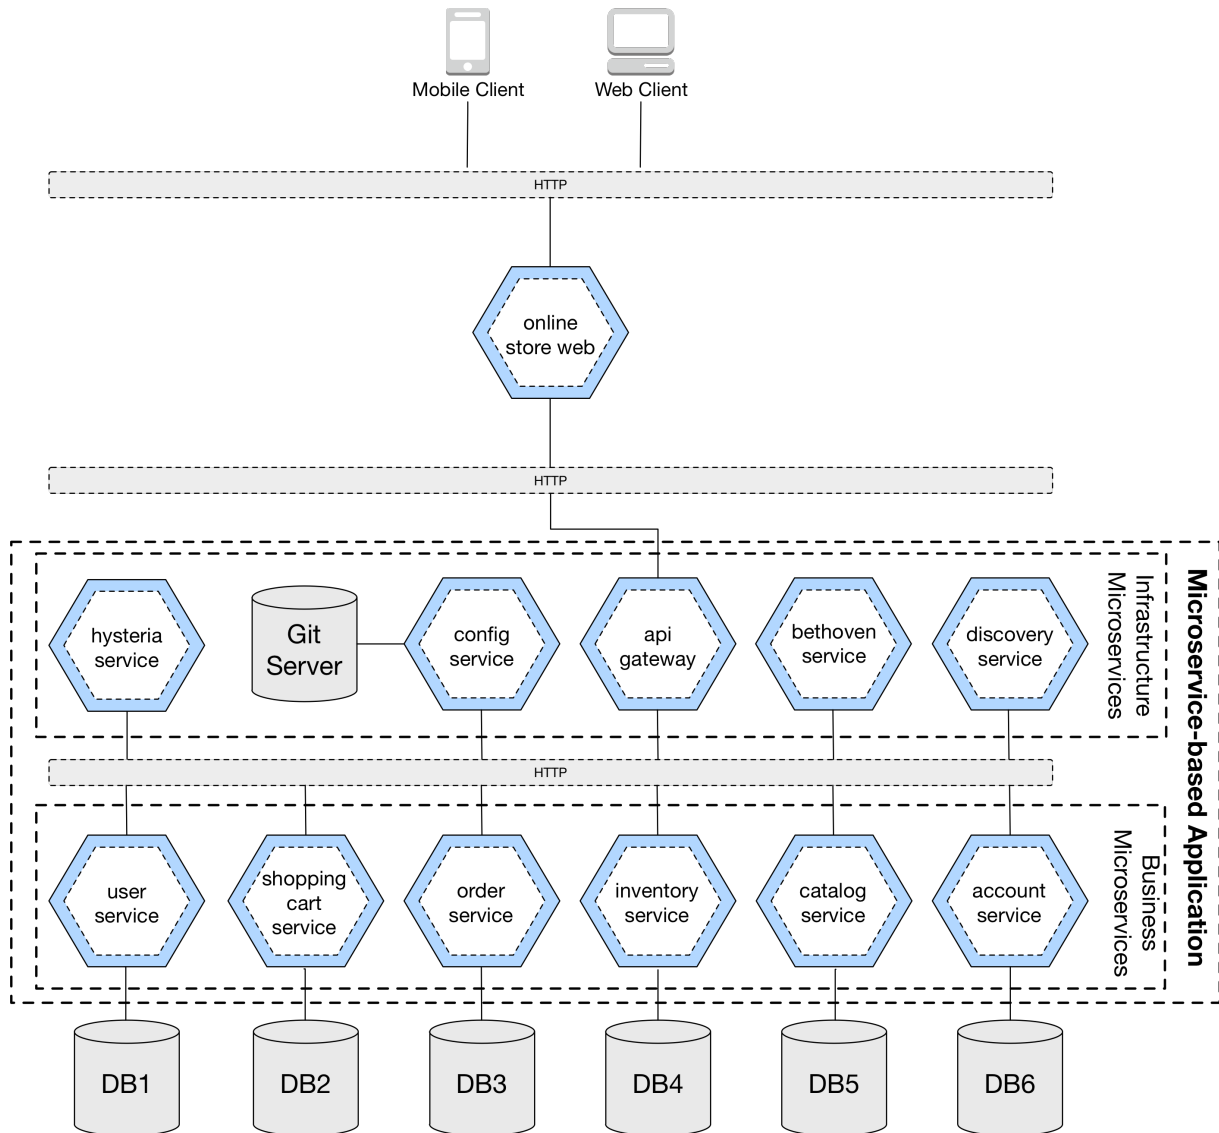 Mobile Client
Web Client
HTTP
online
store web
HTTP
hysteria
service
Git
Server
config
service
api
gateway
bethoven
service
discovery
service
Infrastructure
Microservices
Microservice-based Application
HTTP
user
service
shopping
cart
service
order
service
inventory
service
catalog
service
account
service
Business
Microservices
DB1
DB2
DB3
DB4
DB5
DB6